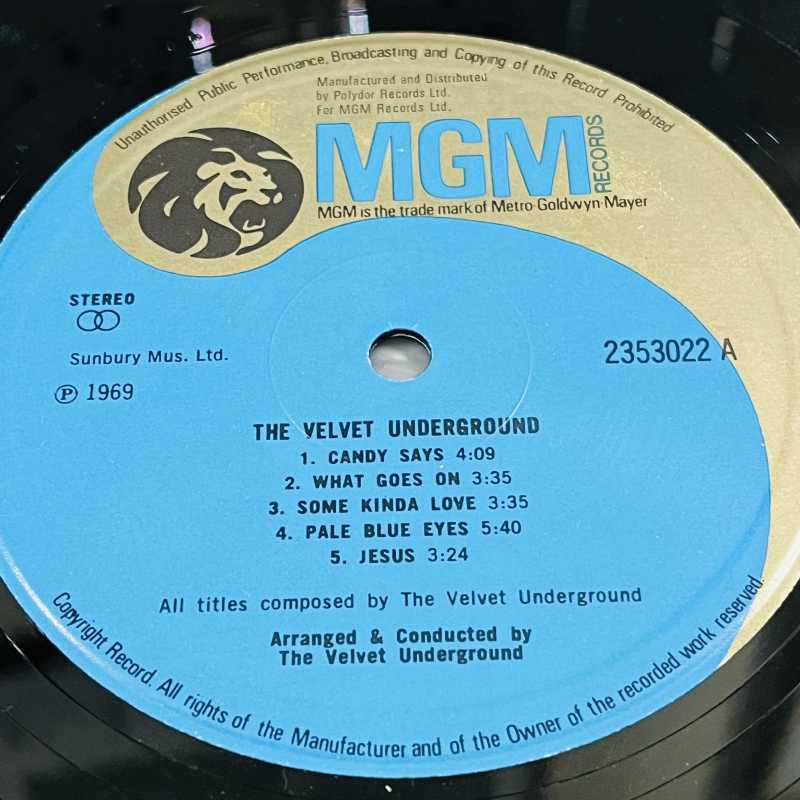 Unauthorised Public Performance, Broadcasting and Copying of this Record Prohibited
Manufactured and Distributed
by Polydor Records Ltd.
For MGM Records Ltd.
MGM
RECORDS
MGM is the trade mark of Metro-Goldwyn-Mayer
STEREO
Sunbury Mus. Ltd.
2353022 A
℗ 1969
THE VELVET UNDERGROUND
1. CANDY SAYS 4:09
2. WHAT GOES ON 3:35
3. SOME KINDA LOVE 3:35
4. PALE BLUE EYES 5:40
5. JESUS 3:24
All titles composed by The Velvet Underground
Arranged & Conducted by
The Velvet Underground
Copyright Record. All rights of the Manufacturer and of the Owner of the recorded work reserved.